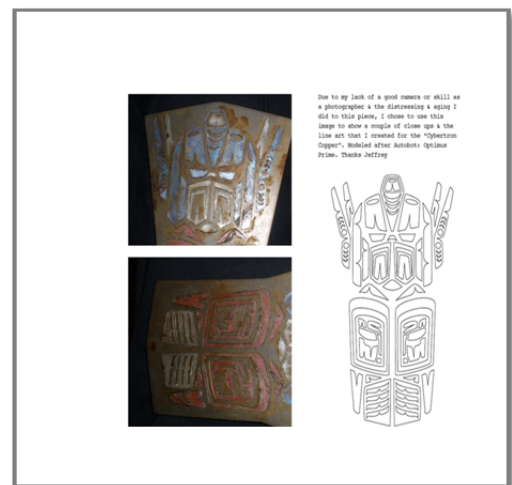 Due to my lack of a good camera or skill as
a photographer & the distressing & aging I
did to this piece, I chose to use this
image to show a couple of close ups & the
line art that I created for the "Cybertron
Copper". Modeled after Autobot: Optimus
Prime. Thanks Jeffrey